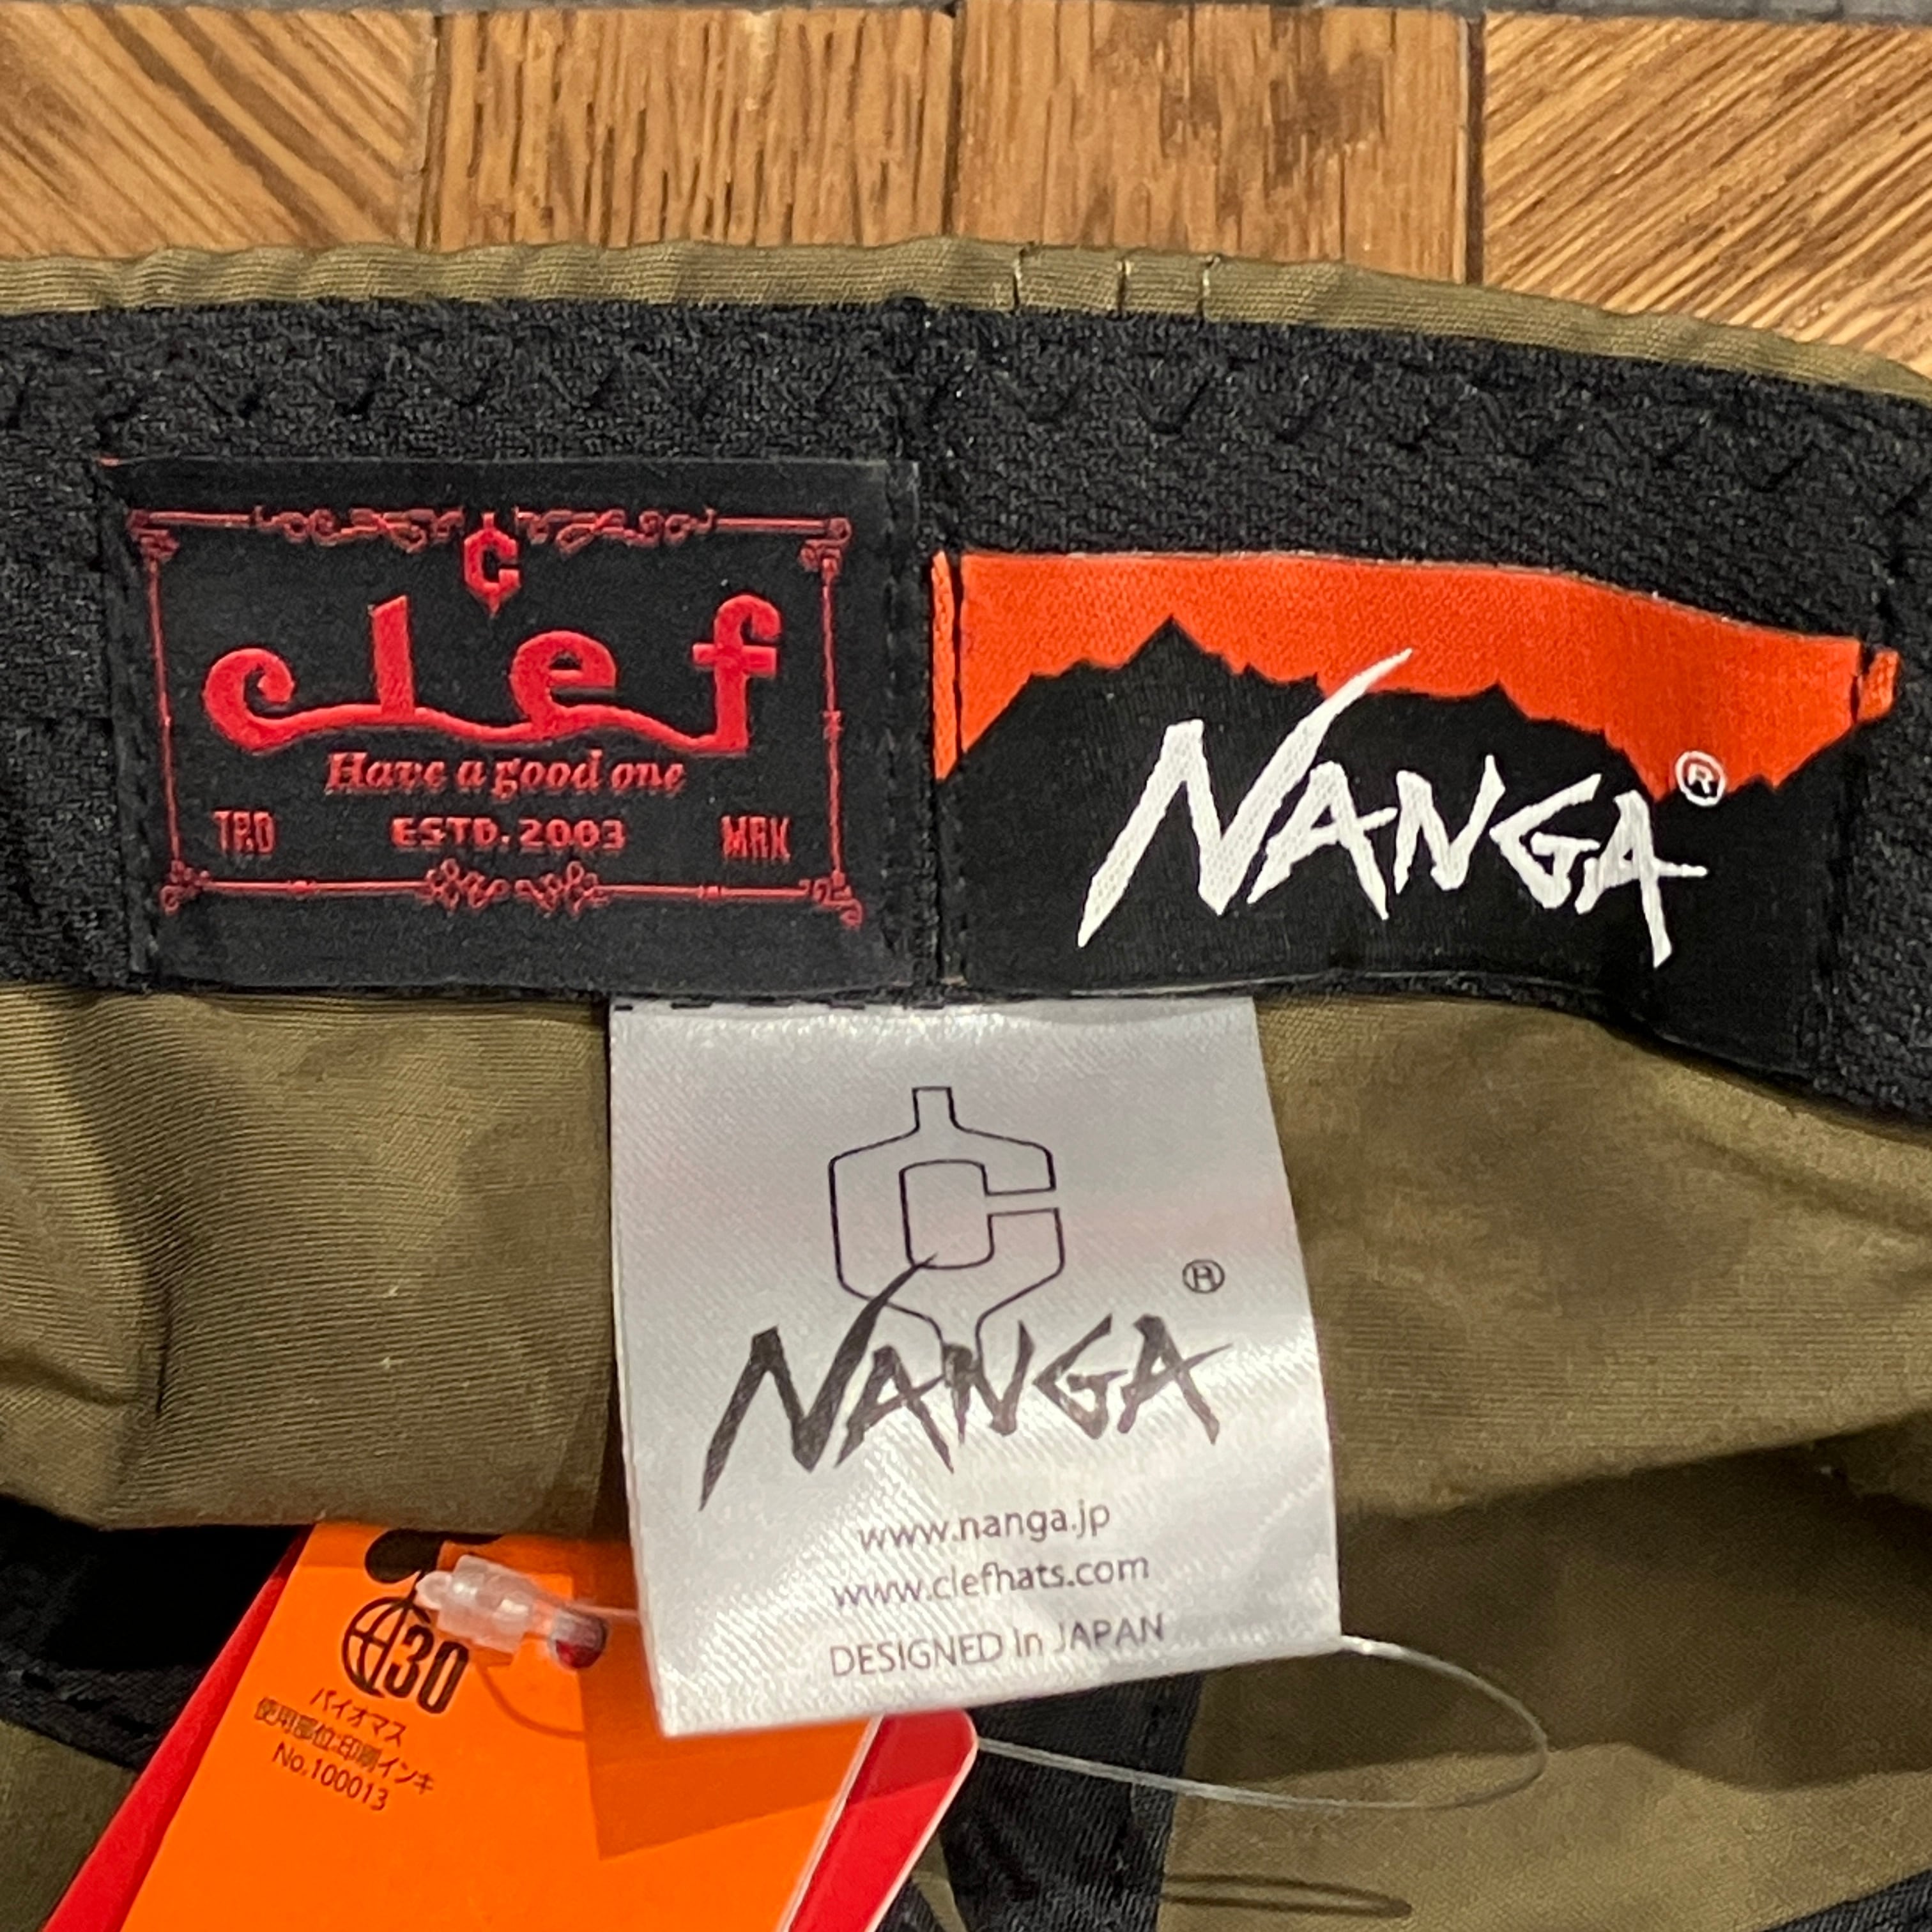 C
clef
Have a good one
TRD ESTD.2003 MRK
NANGA®
C
NANGA®
www.nanga.jp
www.clefhats.com
DESIGNED In JAPAN
30
バイオマス
使用部位:印刷インキ
No.100013